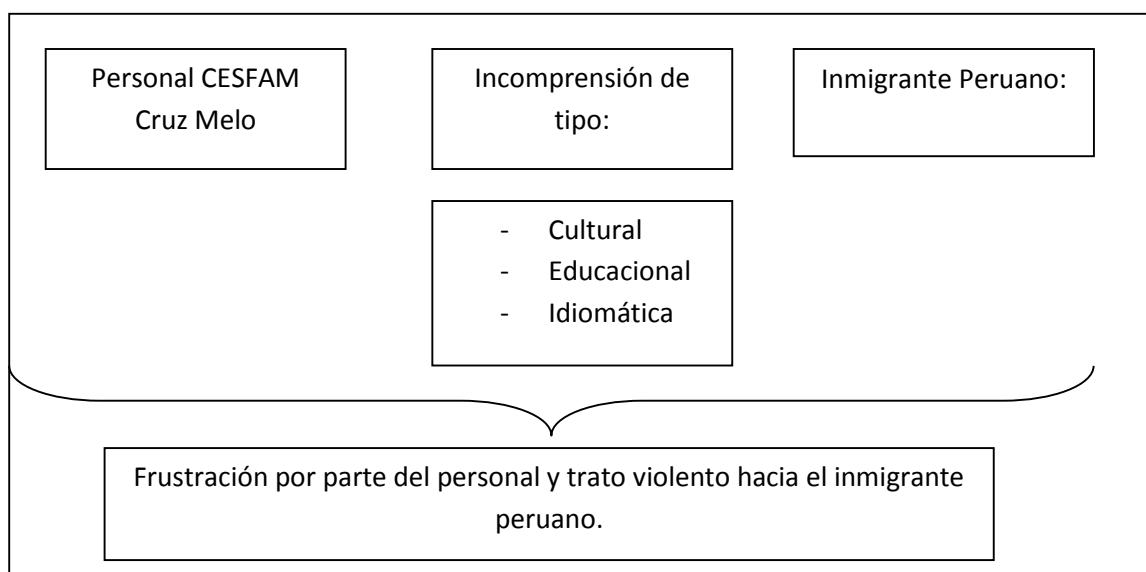 Personal CESFAM
Cruz Melo
Incomprensión de
tipo:
Inmigrante Peruano:
- Cultural
- Educacional
- Idiomática
Frustración por parte del personal y trato violento hacia el inmigrante
peruano.